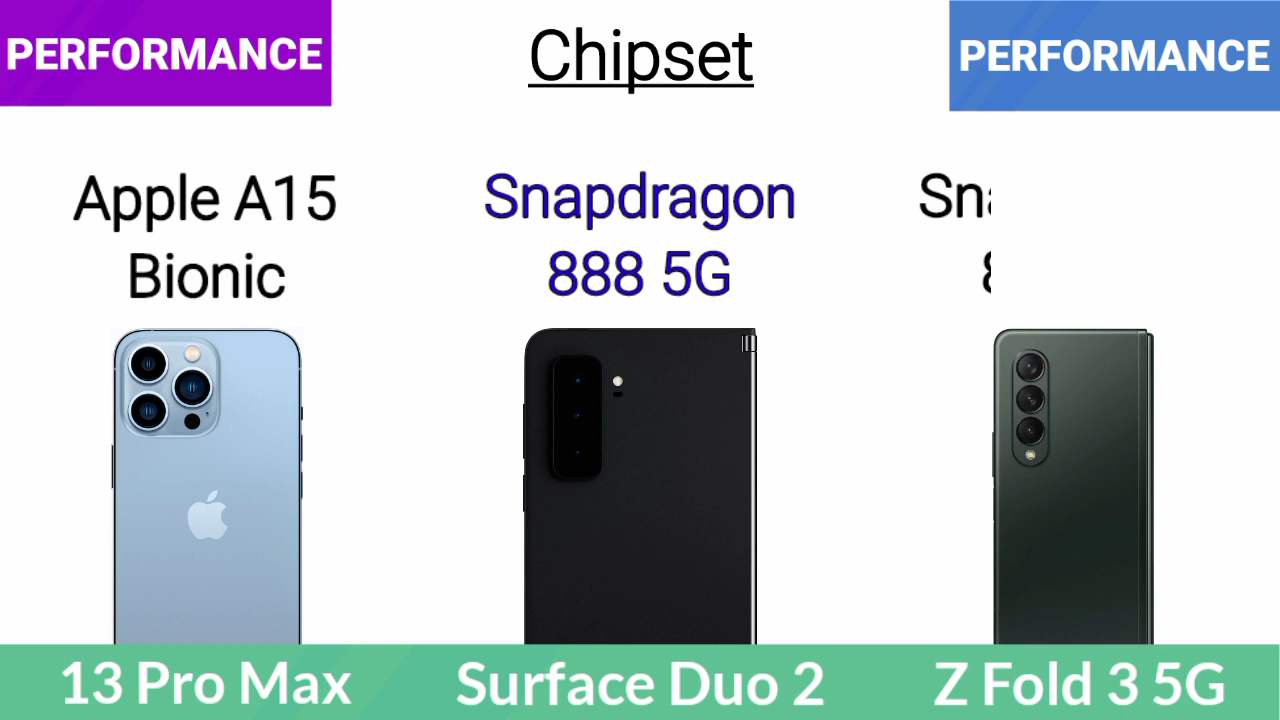 PERFORMANCE
Chipset
PERFORMANCE
Apple A15
Bionic
Snapdragon
888 5G
13 Pro Max
Surface Duo 2
Z Fold 3 5G